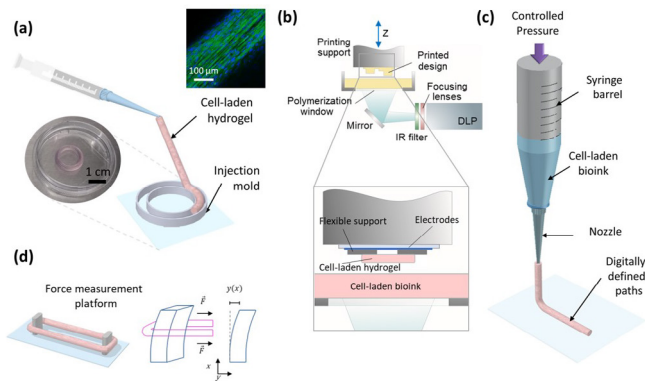 (a)
100 µm
Cell-laden
hydrogel
1 cm
Injection
mold
(b)
Z
Printing
support
Printed
design
Polymerization
window
Focusing
lenses
Mirror
IR filter
DLP
Flexible support
Electrodes
Cell-laden hydrogel
Cell-laden bioink
(c)
Controlled
Pressure
Syringe
barrel
Cell-laden
bioink
Nozzle
Digitally
defined
paths
(d)
Force measurement
platform
y(x)
F⃗
F⃗
x
y